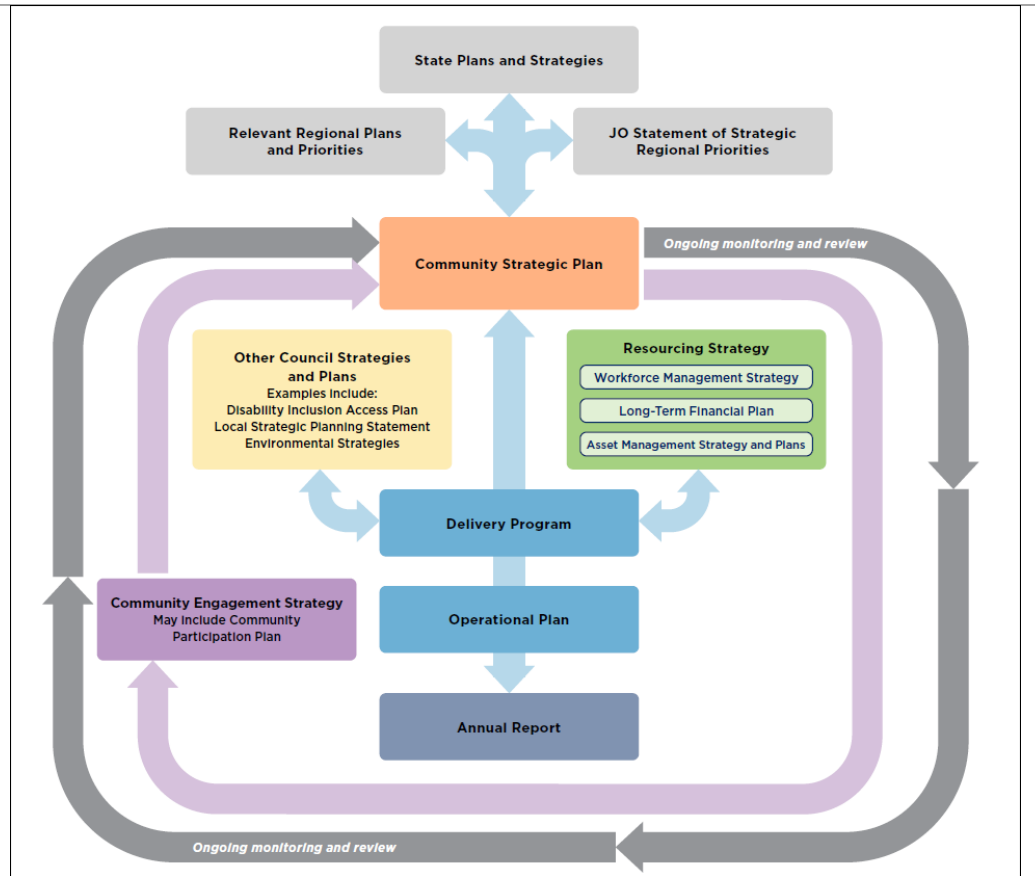 State Plans and Strategies
Relevant Regional Plans
and Priorities
JO Statement of Strategic
Regional Priorities
Community Strategic Plan
Ongoing monitoring and review
Other Council Strategies
and Plans
Examples include:
Disability Inclusion Access Plan
Local Strategic Planning Statement
Environmental Strategies
Resourcing Strategy
Workforce Management Strategy
Long-Term Financial Plan
Asset Management Strategy and Plans
Delivery Program
Community Engagement Strategy
May include Community
Participation Plan
Operational Plan
Annual Report
Ongoing monitoring and review